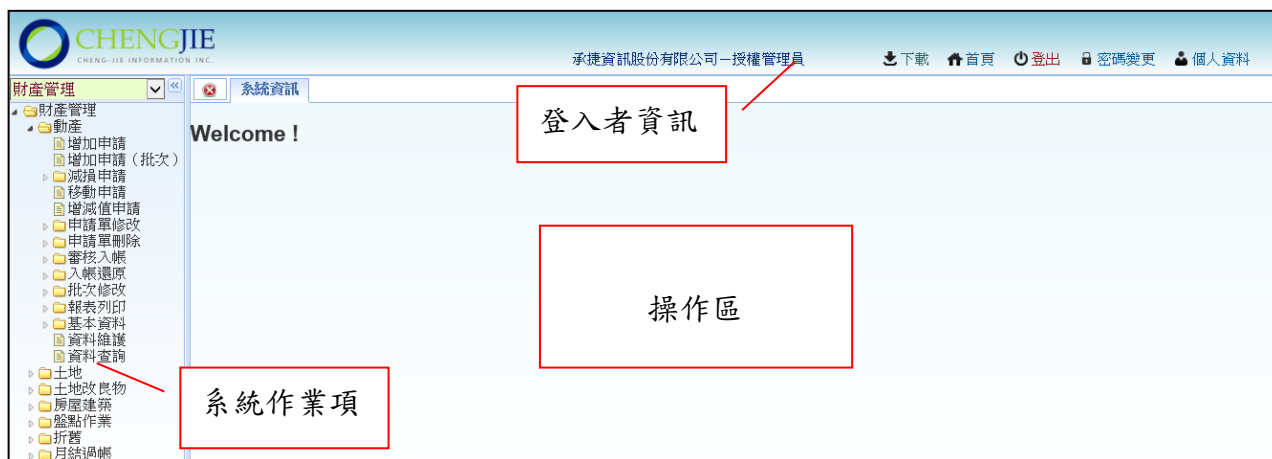 CHENGJIE
CHENG-JIE INFORMATION INC.
承捷資訊股份有限公司－授權管理員
下載 首頁 登出 密碼變更 個人資料
財產管理
系統資訊
財產管理
動產
增加申請
增加申請（批次）
減損申請
移動申請
增減值申請
申請單修改
申請單刪除
審核入帳
入帳還原
批次修改
報表列印
基本資料
資料維護
資料查詢
土地
土地改良物
房屋建築
盤點作業
折舊
月結過帳
Welcome !
登入者資訊
操作區
系統作業項